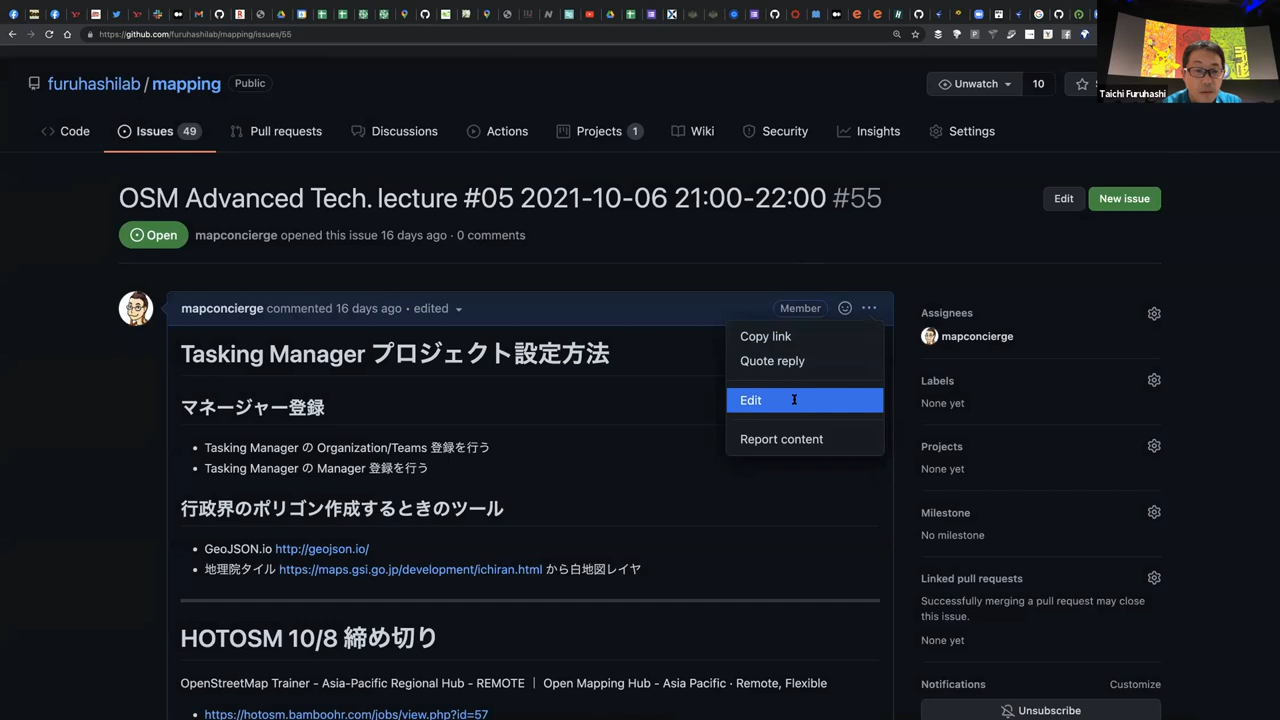 https://github.com/furuhashilab/mapping/issues/55
Taichi Furuhashi
furuhashilab / mapping Public
Unwatch 10
Code Issues 49 Pull requests Discussions Actions Projects 1 Wiki Security Insights Settings
OSM Advanced Tech. lecture #05 2021-10-06 21:00-22:00 #55
Edit New issue
Open mapconcierge opened this issue 16 days ago · 0 comments
mapconcierge commented 16 days ago • edited Member
Copy link
Quote reply
Edit
Report content
Tasking Manager プロジェクト設定方法
マネージャー登録
• Tasking Manager の Organization/Teams 登録を行う
• Tasking Manager の Manager 登録を行う
行政界のポリゴン作成するときのツール
• GeoJSON.io http://geojson.io/
• 地理院タイル https://maps.gsi.go.jp/development/ichiran.html から白地図レイヤ
HOTOSM 10/8 締め切り
OpenStreetMap Trainer - Asia-Pacific Regional Hub - REMOTE ｜ Open Mapping Hub - Asia Pacific · Remote, Flexible
• https://hotosm.bamboohr.com/jobs/view.php?id=57
Assignees
mapconcierge
Labels
None yet
Projects
None yet
Milestone
No milestone
Linked pull requests
Successfully merging a pull request may close
this issue.
None yet
Notifications Customize
Unsubscribe